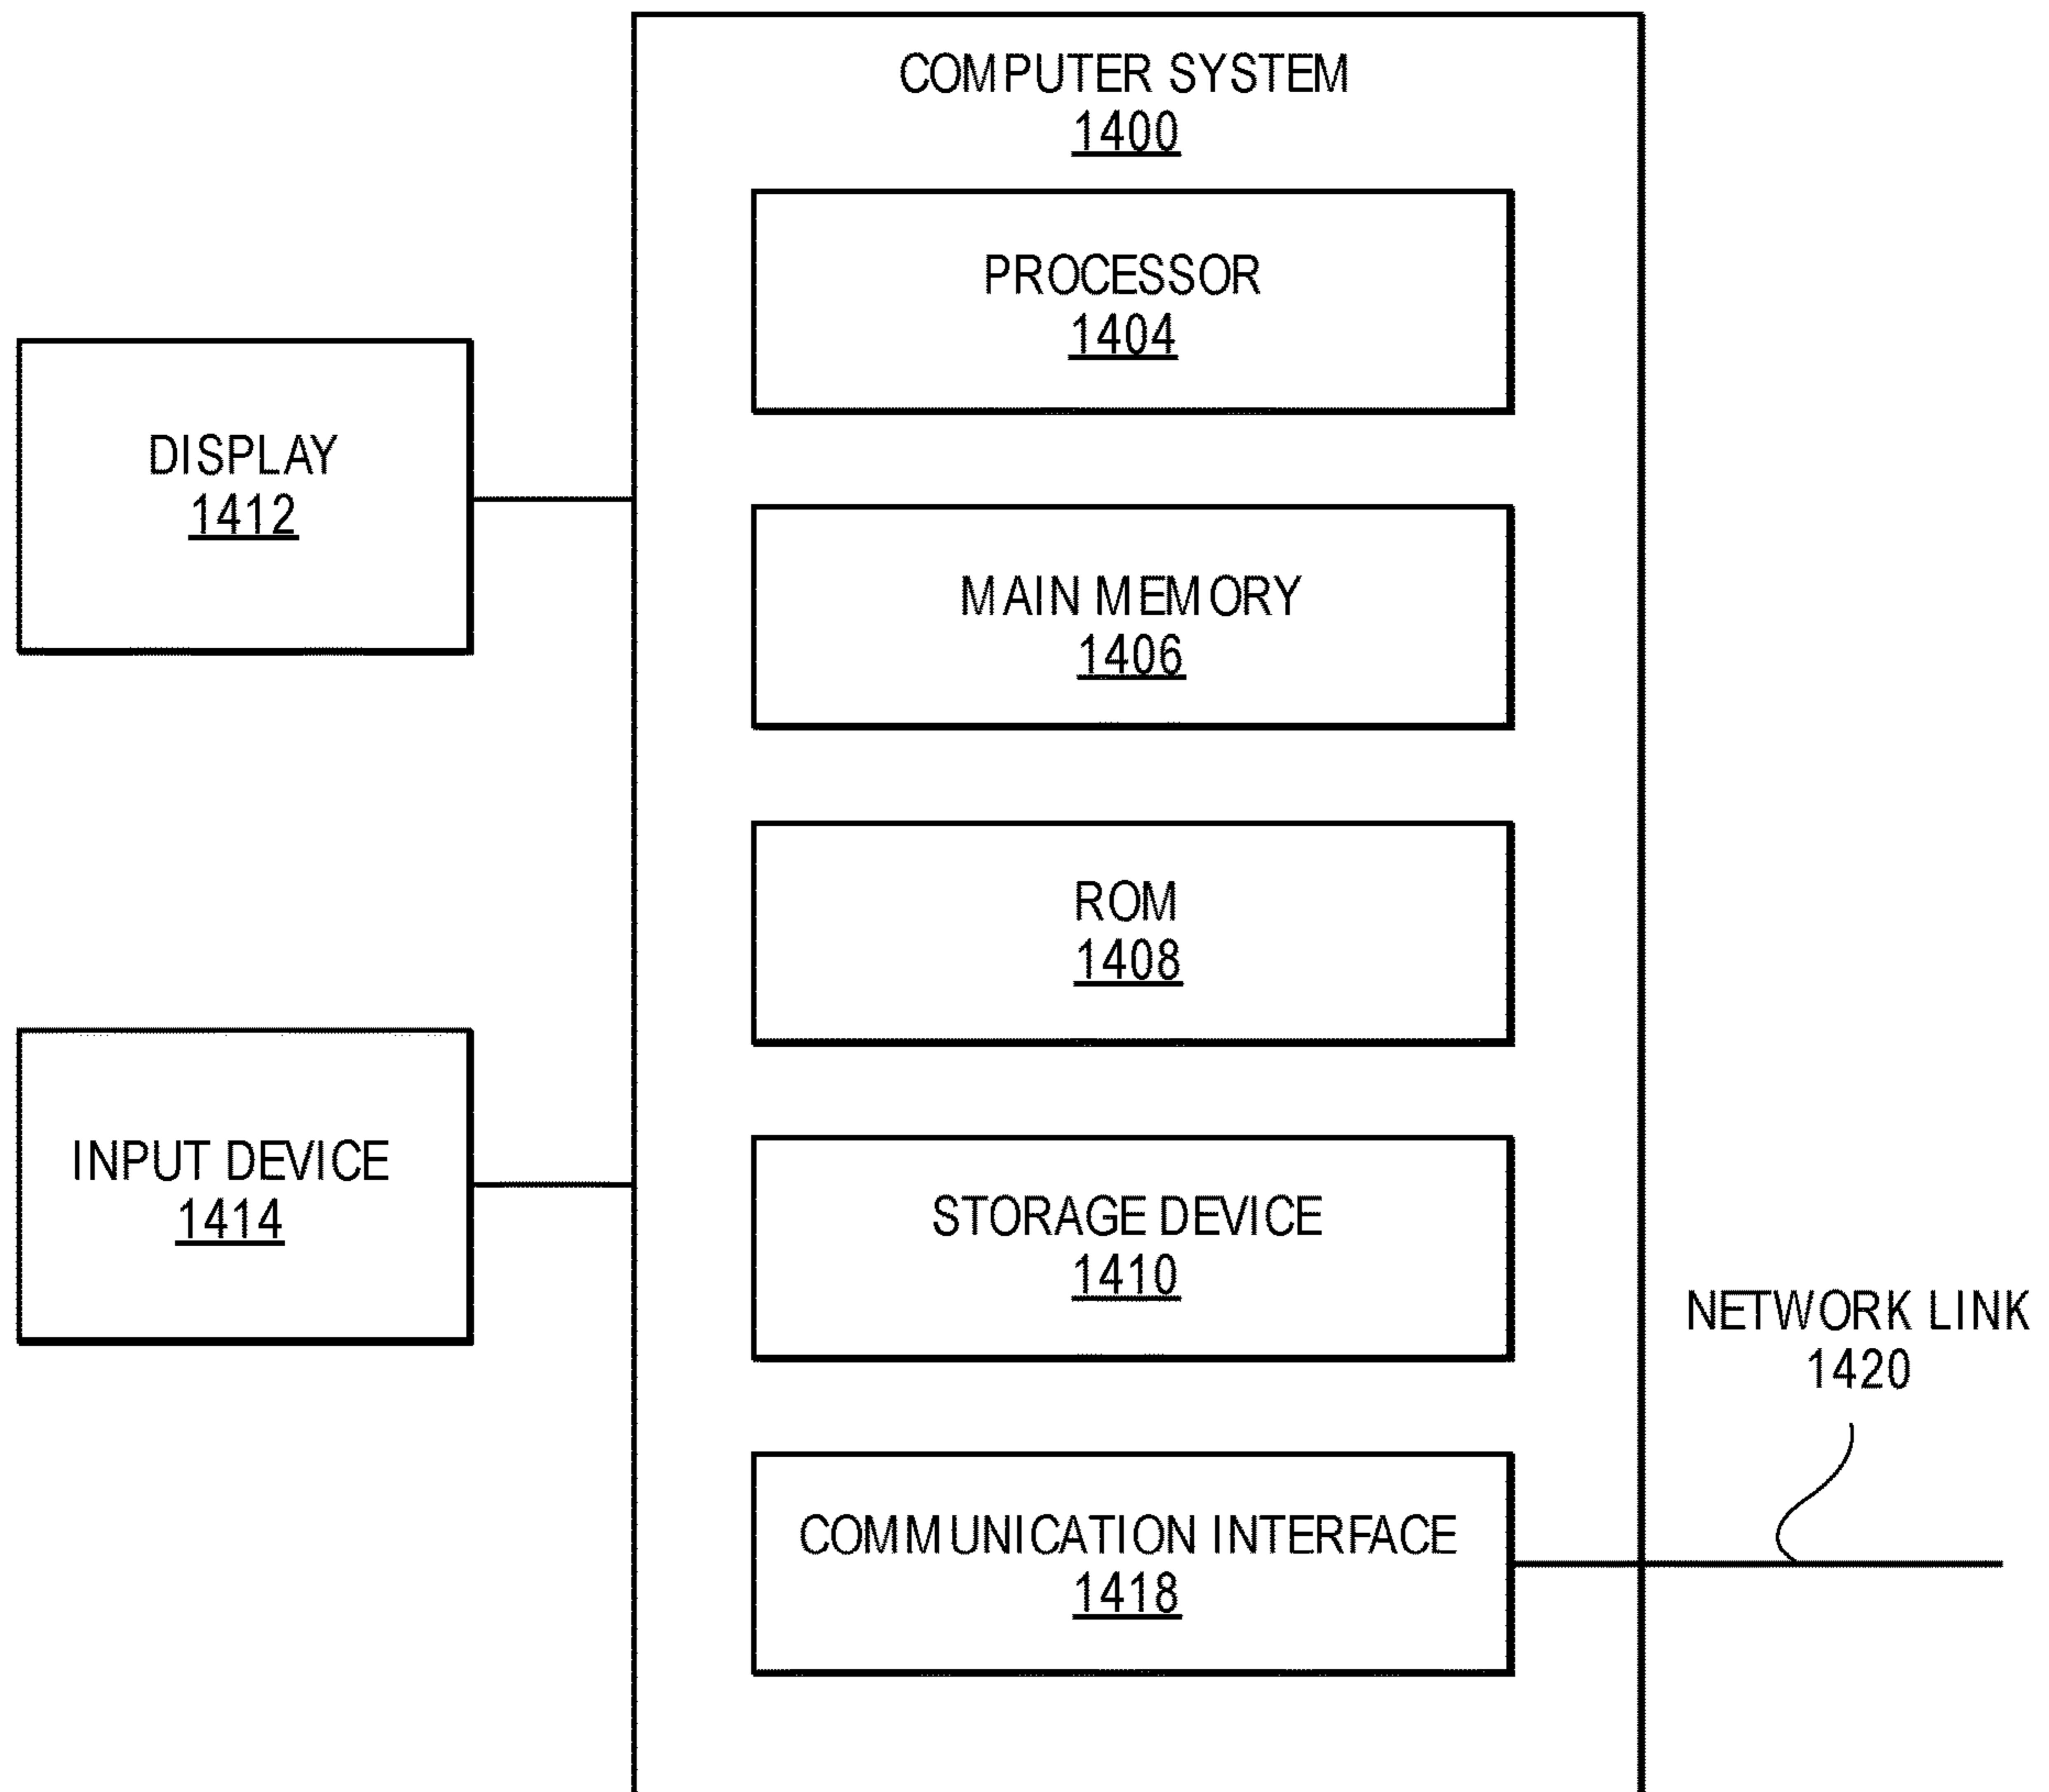 COMPUTER SYSTEM
1400
PROCESSOR
1404
DISPLAY
1412
MAIN MEMORY
1406
ROM
1408
INPUT DEVICE
1414
STORAGE DEVICE
1410
NETWORK LINK
1420
COMMUNICATION INTERFACE
1418